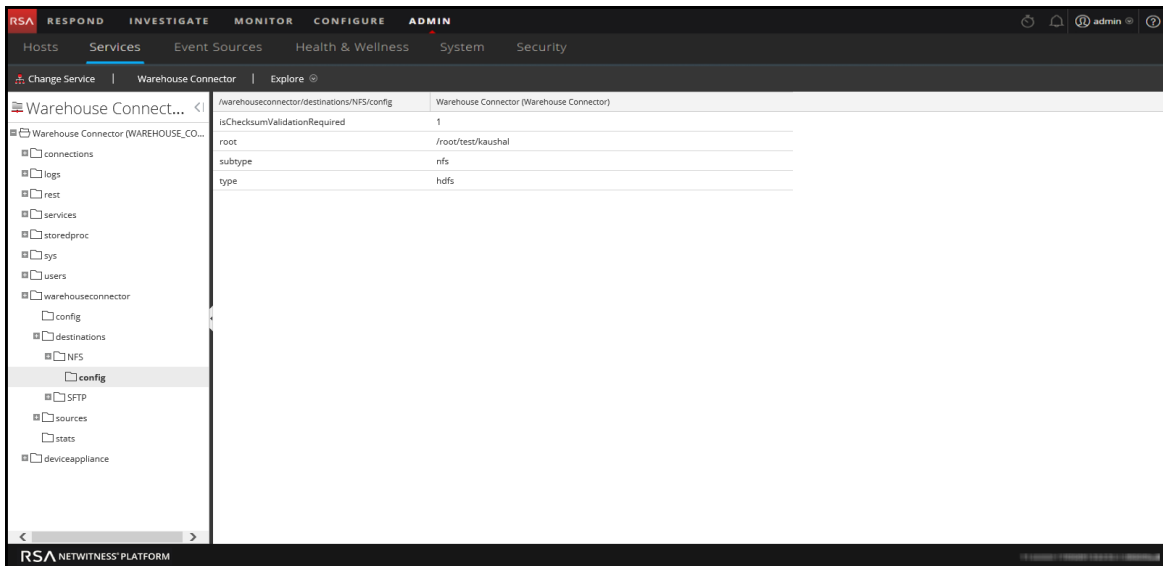 RSA RESPOND INVESTIGATE MONITOR CONFIGURE ADMIN admin
Hosts Services Event Sources Health & Wellness System Security
Change Service | Warehouse Connector | Explore
Warehouse Connect...
/warehouseconnector/destinations/NFS/config Warehouse Connector (Warehouse Connector)
isChecksumValidationRequired 1
root /root/test/kaushal
subtype nfs
type hdfs
Warehouse Connector (WAREHOUSE_CO...
connections
logs
rest
services
storedproc
sys
users
warehouseconnector
config
destinations
NFS
config
SFTP
sources
stats
deviceappliance
RSA NETWITNESS® PLATFORM